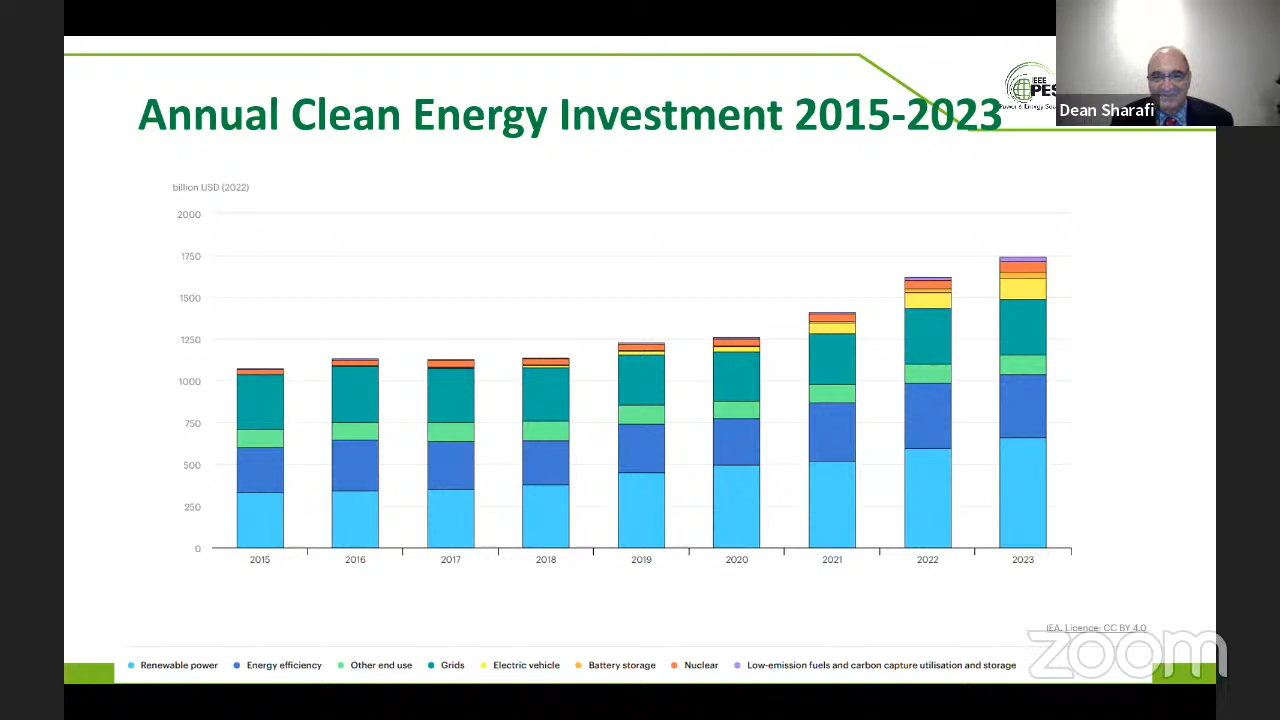 IEEE
PES
Annual Clean Energy Investment 2015-2023
Dean Sharafi
billion USD (2022)
2000
1750
1500
1250
1000
750
500
250
0
2015 2016 2017 2018 2019 2020 2021 2022 2023
IEA. Licence: CC BY 4.0
zoom
Renewable power Energy efficiency Other end use Grids Electric vehicle Battery storage Nuclear Low-emission fuels and carbon capture utilisation and storage